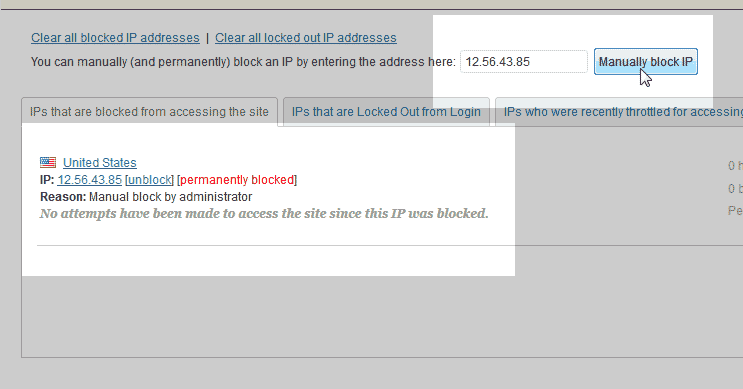 Clear all blocked IP addresses | Clear all locked out IP addresses
You can manually (and permanently) block an IP by entering the address here: 12.56.43.85 Manually block IP
IPs that are blocked from accessing the site IPs that are Locked Out from Login IPs who were recently throttled for accessing
United States
0 h
IP: 12.56.43.85 [unblock] [permanently blocked]
0 b
Reason: Manual block by administrator
Pe
No attempts have been made to access the site since this IP was blocked.